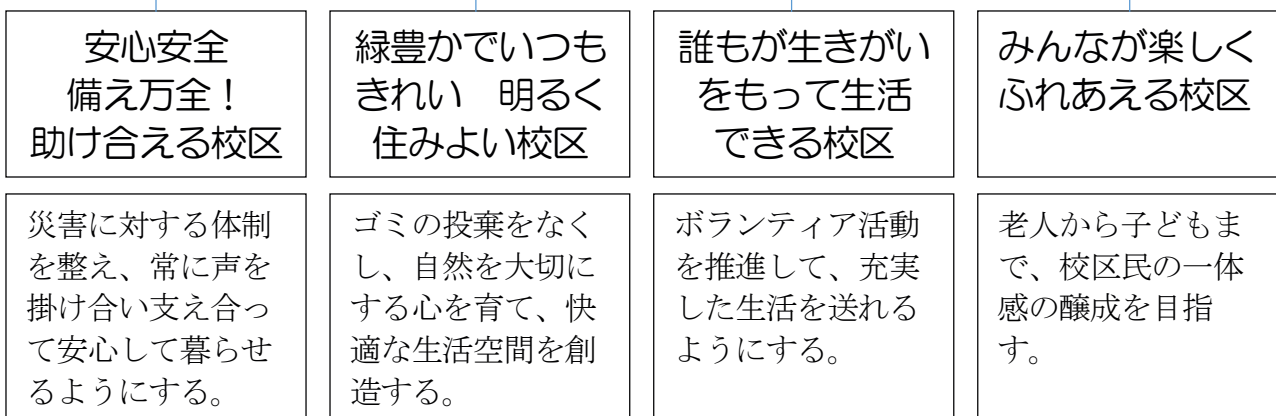 安心安全
備え万全！
助け合える校区
緑豊かでいつも
きれい　明るく
住みよい校区
誰もが生きがい
をもって生活
できる校区
みんなが楽しく
ふれあえる校区
災害に対する体制
を整え、常に声を
掛け合い支え合っ
て安心して暮らせ
るようにする。
ゴミの投棄をなく
し、自然を大切に
する心を育て、快
適な生活空間を創
造する。
ボランティア活動
を推進して、充実
した生活を送れる
ようにする。
老人から子どもま
で、校区民の一体
感の醸成を目指
す。